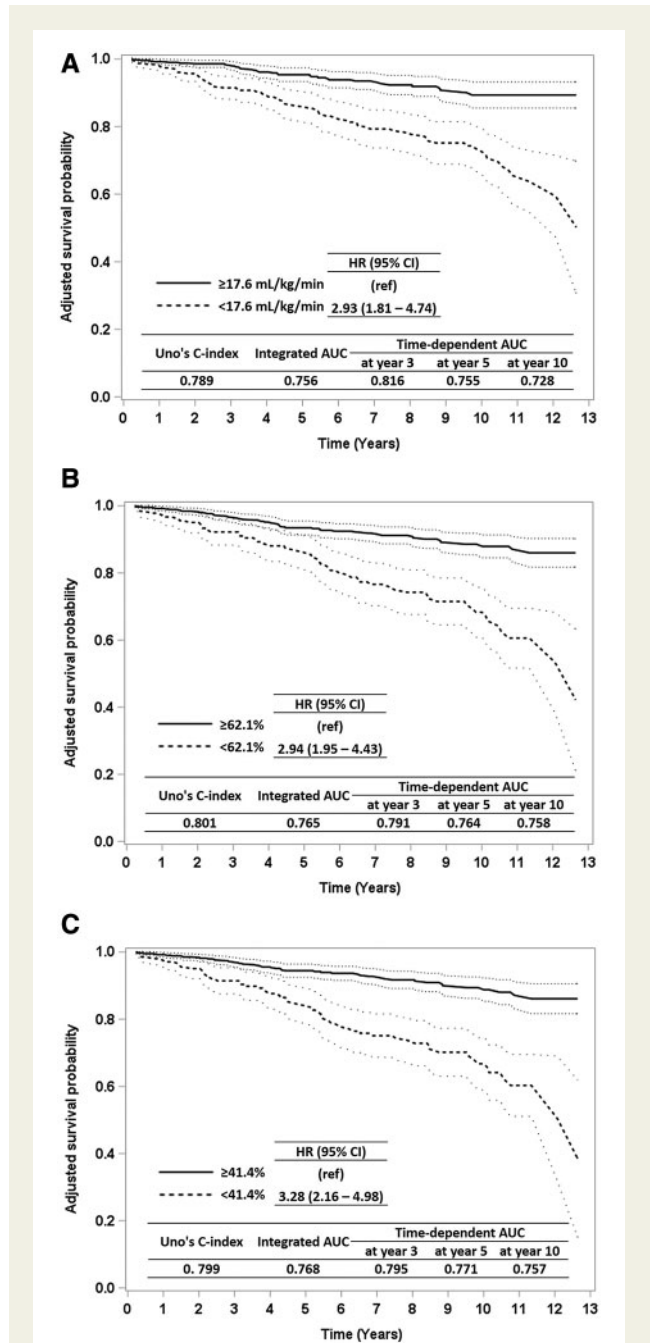 A
1.0
0.8
0.6
0.4
0.2
0.0
Adjusted survival probability
HR (95% CI)
≥17.6 mL/kg/min (ref)
<17.6 mL/kg/min 2.93 (1.81 – 4.74)
Uno's C-index Integrated AUC Time-dependent AUC
at year 3 at year 5 at year 10
0.789 0.756 0.816 0.755 0.728
0 1 2 3 4 5 6 7 8 9 10 11 12 13
Time (Years)
B
1.0
0.8
0.6
0.4
0.2
0.0
Adjusted survival probability
HR (95% CI)
≥62.1% (ref)
<62.1% 2.94 (1.95 – 4.43)
Uno's C-index Integrated AUC Time-dependent AUC
at year 3 at year 5 at year 10
0.801 0.765 0.791 0.764 0.758
0 1 2 3 4 5 6 7 8 9 10 11 12 13
Time (Years)
C
1.0
0.8
0.6
0.4
0.2
0.0
Adjusted survival probability
HR (95% CI)
≥41.4% (ref)
<41.4% 3.28 (2.16 – 4.98)
Uno's C-index Integrated AUC Time-dependent AUC
at year 3 at year 5 at year 10
0. 799 0.768 0.795 0.771 0.757
0 1 2 3 4 5 6 7 8 9 10 11 12 13
Time (Years)